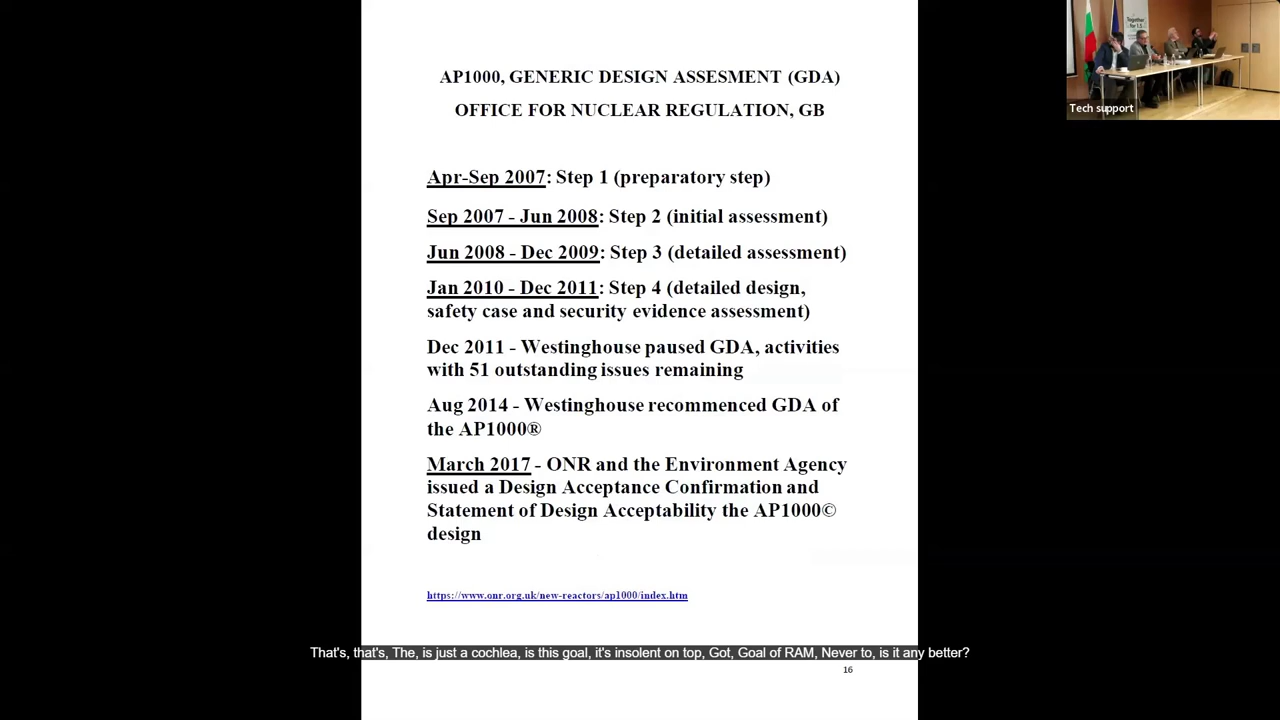 AP1000, GENERIC DESIGN ASSESMENT (GDA)
OFFICE FOR NUCLEAR REGULATION, GB
Apr-Sep 2007: Step 1 (preparatory step)
Sep 2007 - Jun 2008: Step 2 (initial assessment)
Jun 2008 - Dec 2009: Step 3 (detailed assessment)
Jan 2010 - Dec 2011: Step 4 (detailed design,
safety case and security evidence assessment)
Dec 2011 - Westinghouse paused GDA, activities
with 51 outstanding issues remaining
Aug 2014 - Westinghouse recommenced GDA of
the AP1000®
March 2017 - ONR and the Environment Agency
issued a Design Acceptance Confirmation and
Statement of Design Acceptability the AP1000©
design
https://www.onr.org.uk/new-reactors/ap1000/index.htm
That's, that's, The, is just a cochlea, is this goal, it's insolent on top, Got, Goal of RAM, Never to, is it any better?
16
Together
for 1.5
Tech support